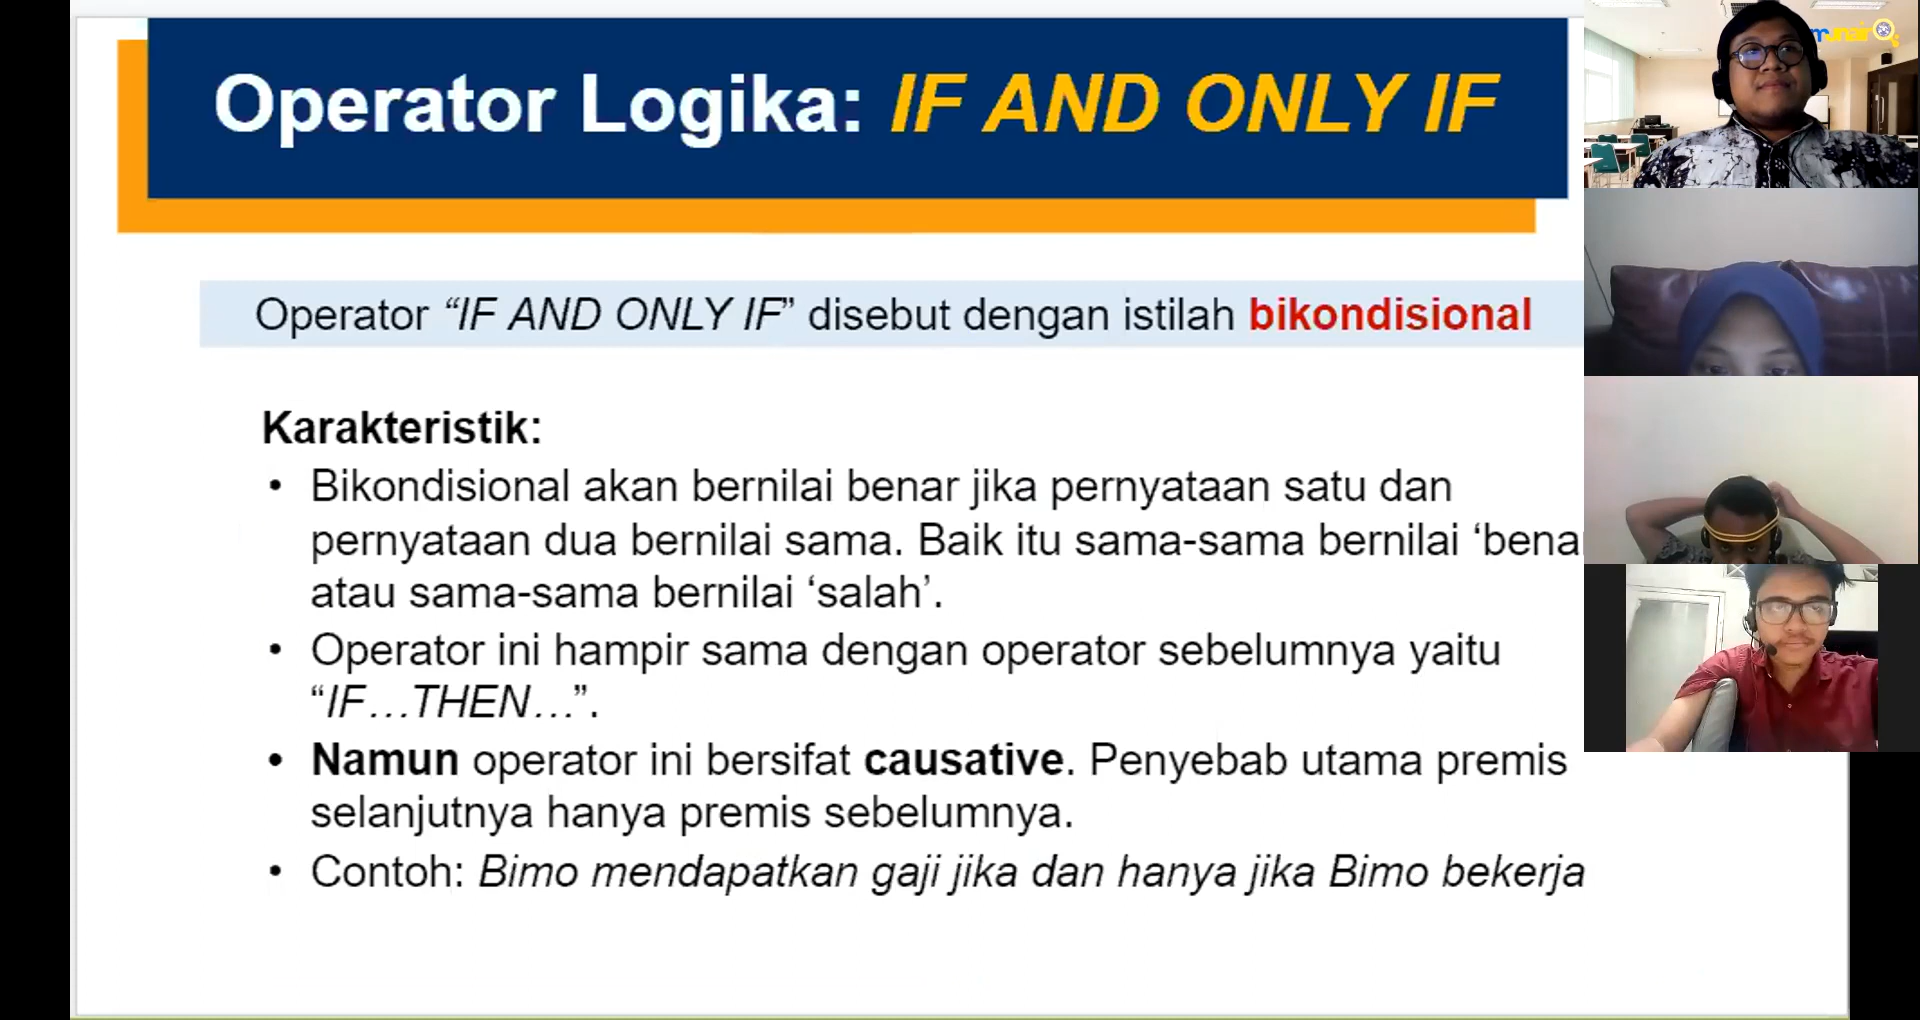 Operator Logika: IF AND ONLY IF
Operator “IF AND ONLY IF” disebut dengan istilah bikondisional
Karakteristik:
• Bikondisional akan bernilai benar jika pernyataan satu dan
pernyataan dua bernilai sama. Baik itu sama-sama bernilai ‘bena
atau sama-sama bernilai ‘salah’.
• Operator ini hampir sama dengan operator sebelumnya yaitu
“IF…THEN…”.
• Namun operator ini bersifat causative. Penyebab utama premis
selanjutnya hanya premis sebelumnya.
• Contoh: Bimo mendapatkan gaji jika dan hanya jika Bimo bekerja